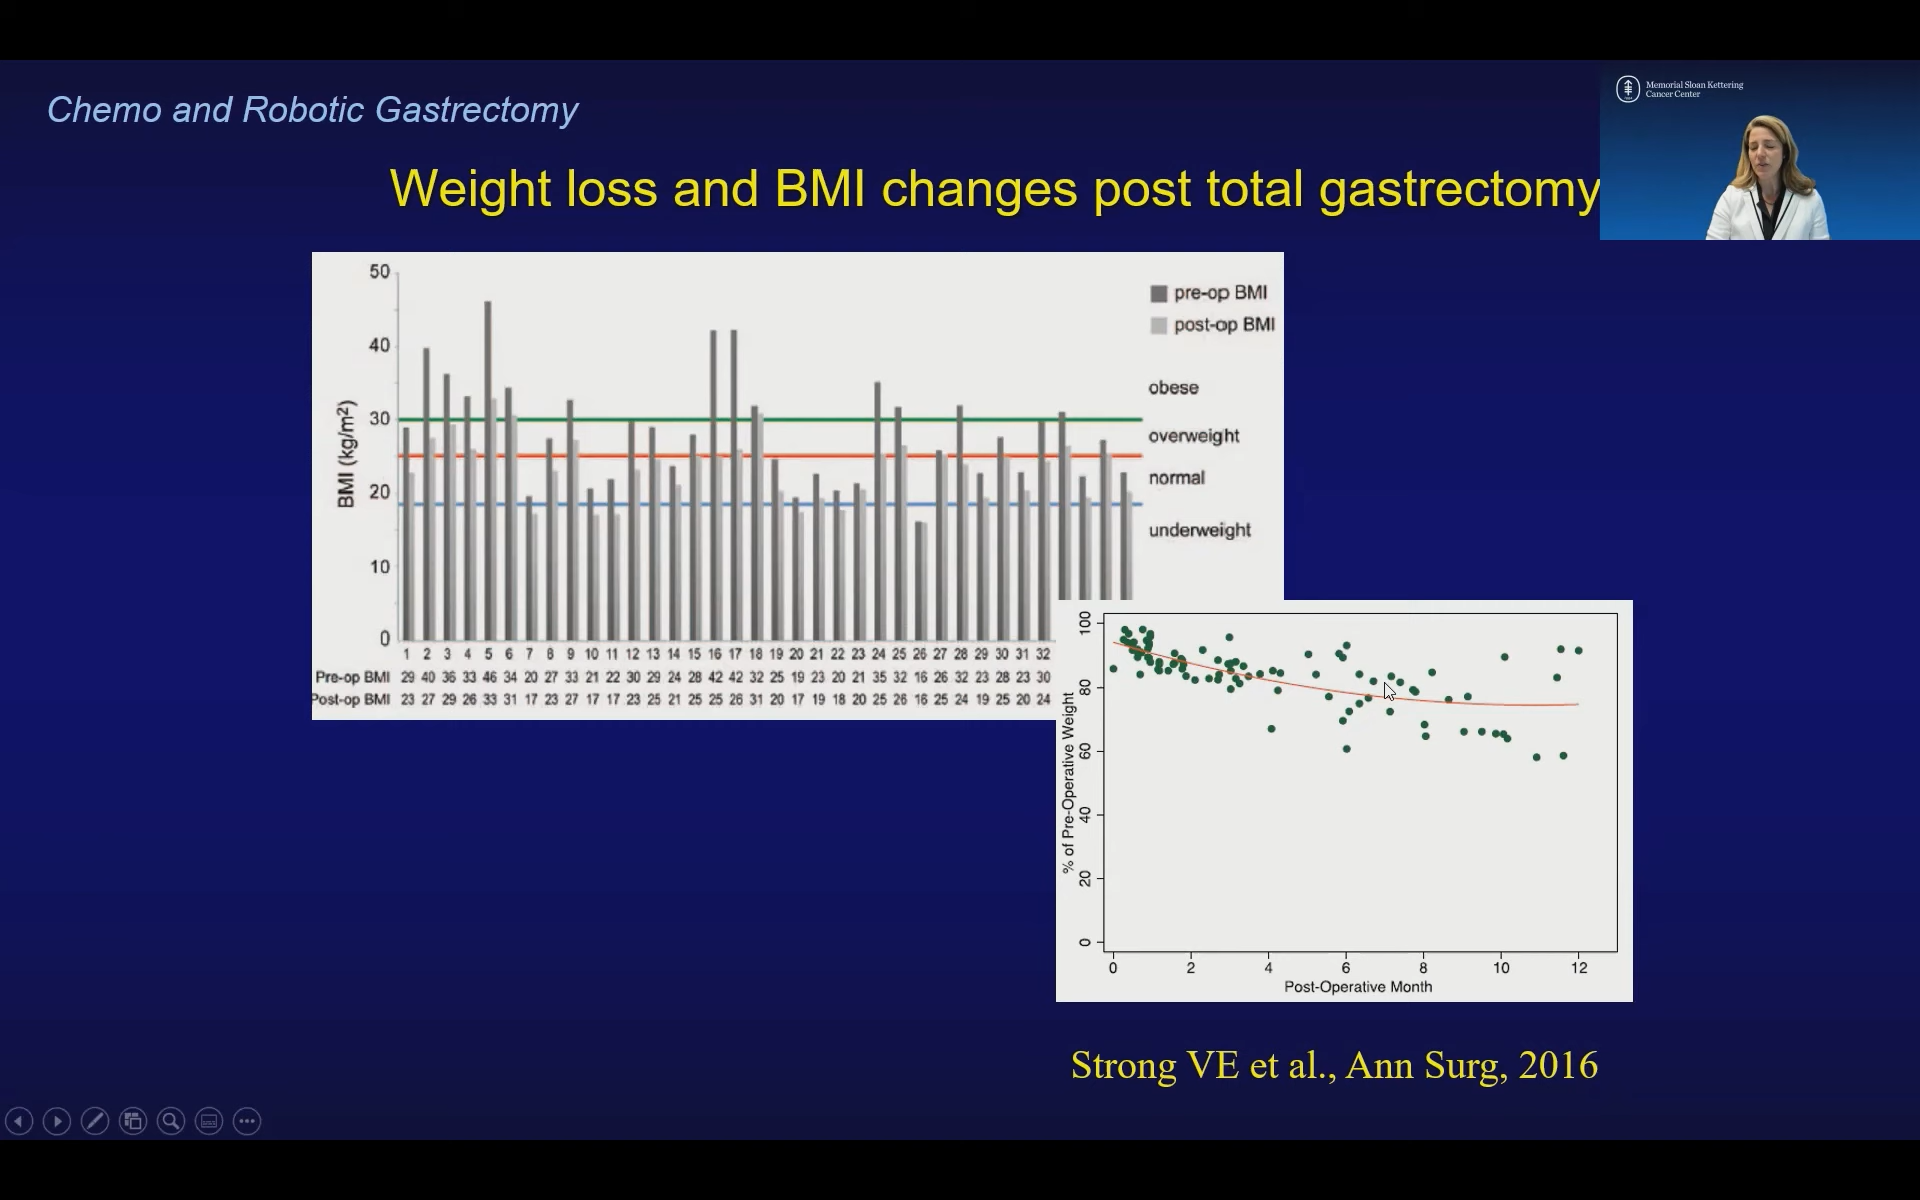 Memorial Sloan Kettering
Cancer Center
Chemo and Robotic Gastrectomy
Weight loss and BMI changes post total gastrectomy
50
40
30
20
10
0
BMI (kg/m²)
pre-op BMI
post-op BMI
obese
overweight
normal
underweight
1 2 3 4 5 6 7 8 9 10 11 12 13 14 15 16 17 18 19 20 21 22 23 24 25 26 27 28 29 30 31 32
Pre-op BMI 29 40 36 33 46 34 20 27 33 21 22 30 29 24 28 42 42 32 25 19 23 20 21 35 32 16 26 32 23 28 23 30
Post-op BMI 23 27 29 26 33 31 17 23 27 17 17 23 25 21 25 25 26 31 20 17 19 18 20 25 26 16 25 24 19 25 20 24
100
80
60
40
20
0
% of Pre-Operative Weight
0 2 4 6 8 10 12
Post-Operative Month
Strong VE et al., Ann Surg, 2016